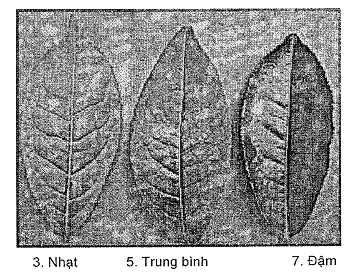 3. Nhạt 5. Trung bình 7. Đậm